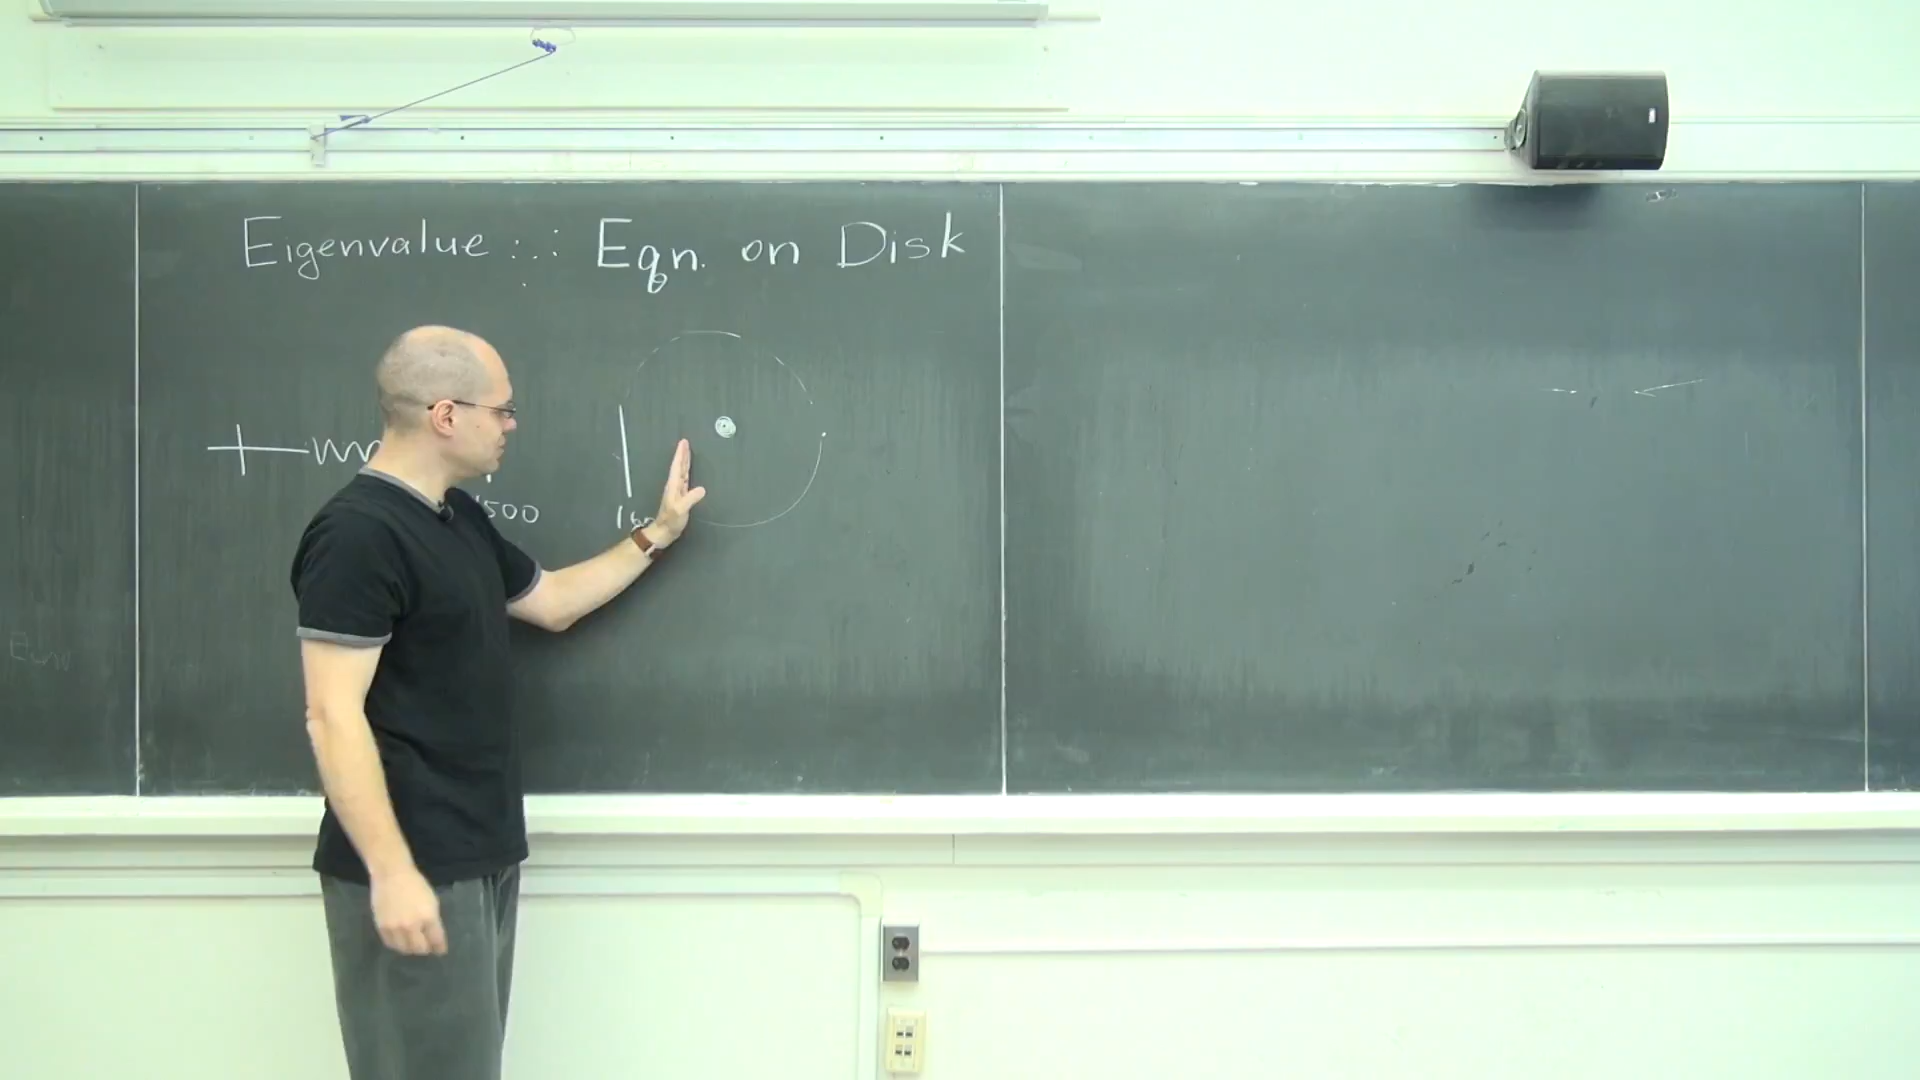 Eigenvalue ::: Eqn. on Disk
1500